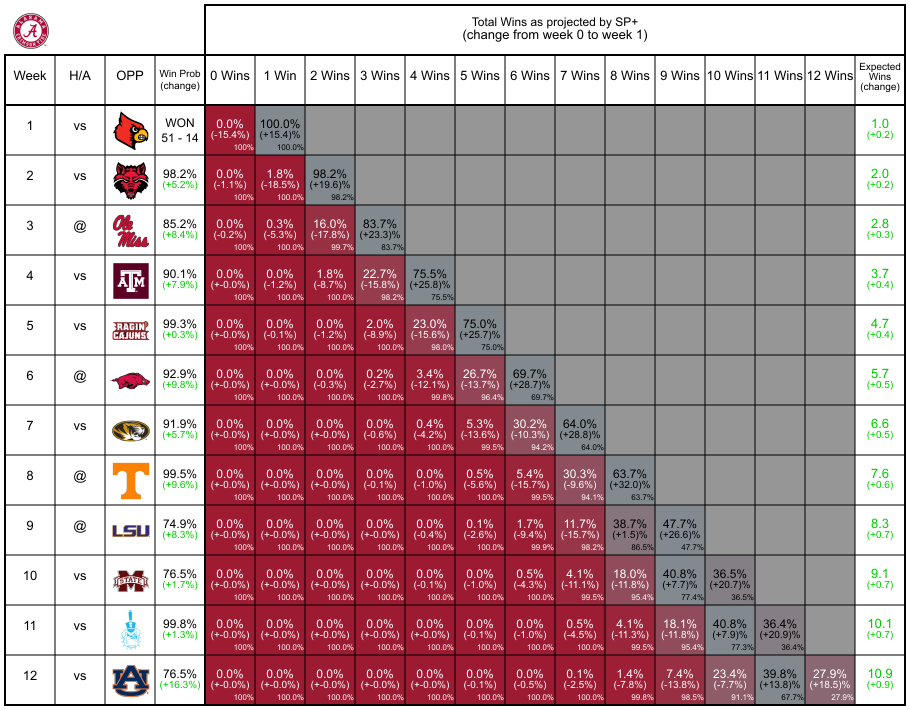 Total Wins as projected by SP+
(change from week 0 to week 1)
Week H/A OPP Win Prob (change) 0 Wins 1 Win 2 Wins 3 Wins 4 Wins 5 Wins 6 Wins 7 Wins 8 Wins 9 Wins 10 Wins 11 Wins 12 Wins Expected Wins (change)
1 vs WON 51 - 14 0.0% (-15.4%) 100% 100.0% (+15.4)% 100.0% 1.0 (+0.2)
2 vs 98.2% (+5.2%) 0.0% (-1.1%) 100% 1.8% (-18.5%) 100.0% 98.2% (+19.6)% 98.2% 2.0 (+0.2)
3 @ Ole Miss 85.2% (+8.4%) 0.0% (-0.2%) 100% 0.3% (-5.3%) 100.0% 16.0% (-17.8%) 99.7% 83.7% (+23.3)% 83.7% 2.8 (+0.3)
4 vs ATM 90.1% (+7.9%) 0.0% (+-0.0%) 100% 0.0% (-1.2%) 100.0% 1.8% (-8.7%) 100.0% 22.7% (-15.8%) 98.2% 75.5% (+25.8)% 75.5% 3.7 (+0.4)
5 vs RAGIN' CAJUNS 99.3% (+0.3%) 0.0% (+-0.0%) 100% 0.0% (-0.1%) 100.0% 0.0% (-1.2%) 100.0% 2.0% (-8.9%) 100.0% 23.0% (-15.6%) 98.0% 75.0% (+25.7)% 75.0% 4.7 (+0.4)
6 @ 92.9% (+9.8%) 0.0% (+-0.0%) 100% 0.0% (+-0.0%) 100.0% 0.0% (-0.3%) 100.0% 0.2% (-2.7%) 100.0% 3.4% (-12.1%) 99.8% 26.7% (-13.7%) 96.4% 69.7% (+28.7)% 69.7% 5.7 (+0.5)
7 vs 91.9% (+5.7%) 0.0% (+-0.0%) 100% 0.0% (+-0.0%) 100.0% 0.0% (+-0.0%) 100.0% 0.0% (-0.6%) 100.0% 0.4% (-4.2%) 100.0% 5.3% (-13.6%) 99.5% 30.2% (-10.3%) 94.2% 64.0% (+28.8)% 64.0% 6.6 (+0.5)
8 @ T 99.5% (+9.6%) 0.0% (+-0.0%) 100% 0.0% (+-0.0%) 100.0% 0.0% (+-0.0%) 100.0% 0.0% (-0.1%) 100.0% 0.0% (-1.0%) 100.0% 0.5% (-5.6%) 100.0% 5.4% (-15.7%) 99.5% 30.3% (-9.6%) 94.1% 63.7% (+32.0)% 63.7% 7.6 (+0.6)
9 @ LSU 74.9% (+8.3%) 0.0% (+-0.0%) 100% 0.0% (+-0.0%) 100.0% 0.0% (+-0.0%) 100.0% 0.0% (+-0.0%) 100.0% 0.0% (-0.4%) 100.0% 0.1% (-2.6%) 100.0% 1.7% (-9.4%) 99.9% 11.7% (-15.7%) 98.2% 38.7% (+1.5)% 86.5% 47.7% (+26.6)% 47.7% 8.3 (+0.7)
10 vs STATE 76.5% (+1.7%) 0.0% (+-0.0%) 100% 0.0% (+-0.0%) 100.0% 0.0% (+-0.0%) 100.0% 0.0% (+-0.0%) 100.0% 0.0% (-0.1%) 100.0% 0.0% (-1.0%) 100.0% 0.5% (-4.3%) 100.0% 4.1% (-11.1%) 99.5% 18.0% (-11.8%) 95.4% 40.8% (+7.7)% 77.4% 36.5% (+20.7)% 36.5% 9.1 (+0.7)
11 vs 99.8% (+1.3%) 0.0% (+-0.0%) 100% 0.0% (+-0.0%) 100.0% 0.0% (+-0.0%) 100.0% 0.0% (+-0.0%) 100.0% 0.0% (+-0.0%) 100.0% 0.0% (-0.1%) 100.0% 0.0% (-1.0%) 100.0% 0.5% (-4.5%) 100.0% 4.1% (-11.3%) 99.5% 18.1% (-11.8%) 95.4% 40.8% (+7.9)% 77.3% 36.4% (+20.9)% 36.4% 10.1 (+0.7)
12 vs AU 76.5% (+16.3%) 0.0% (+-0.0%) 100% 0.0% (+-0.0%) 100.0% 0.0% (+-0.0%) 100.0% 0.0% (+-0.0%) 100.0% 0.0% (+-0.0%) 100.0% 0.0% (-0.1%) 100.0% 0.0% (-0.5%) 100.0% 0.1% (-2.5%) 100.0% 1.4% (-7.8%) 99.8% 7.4% (-13.8%) 98.5% 23.4% (-7.7%) 91.1% 39.8% (+13.8)% 67.7% 27.9% (+18.5)% 27.9% 10.9 (+0.9)